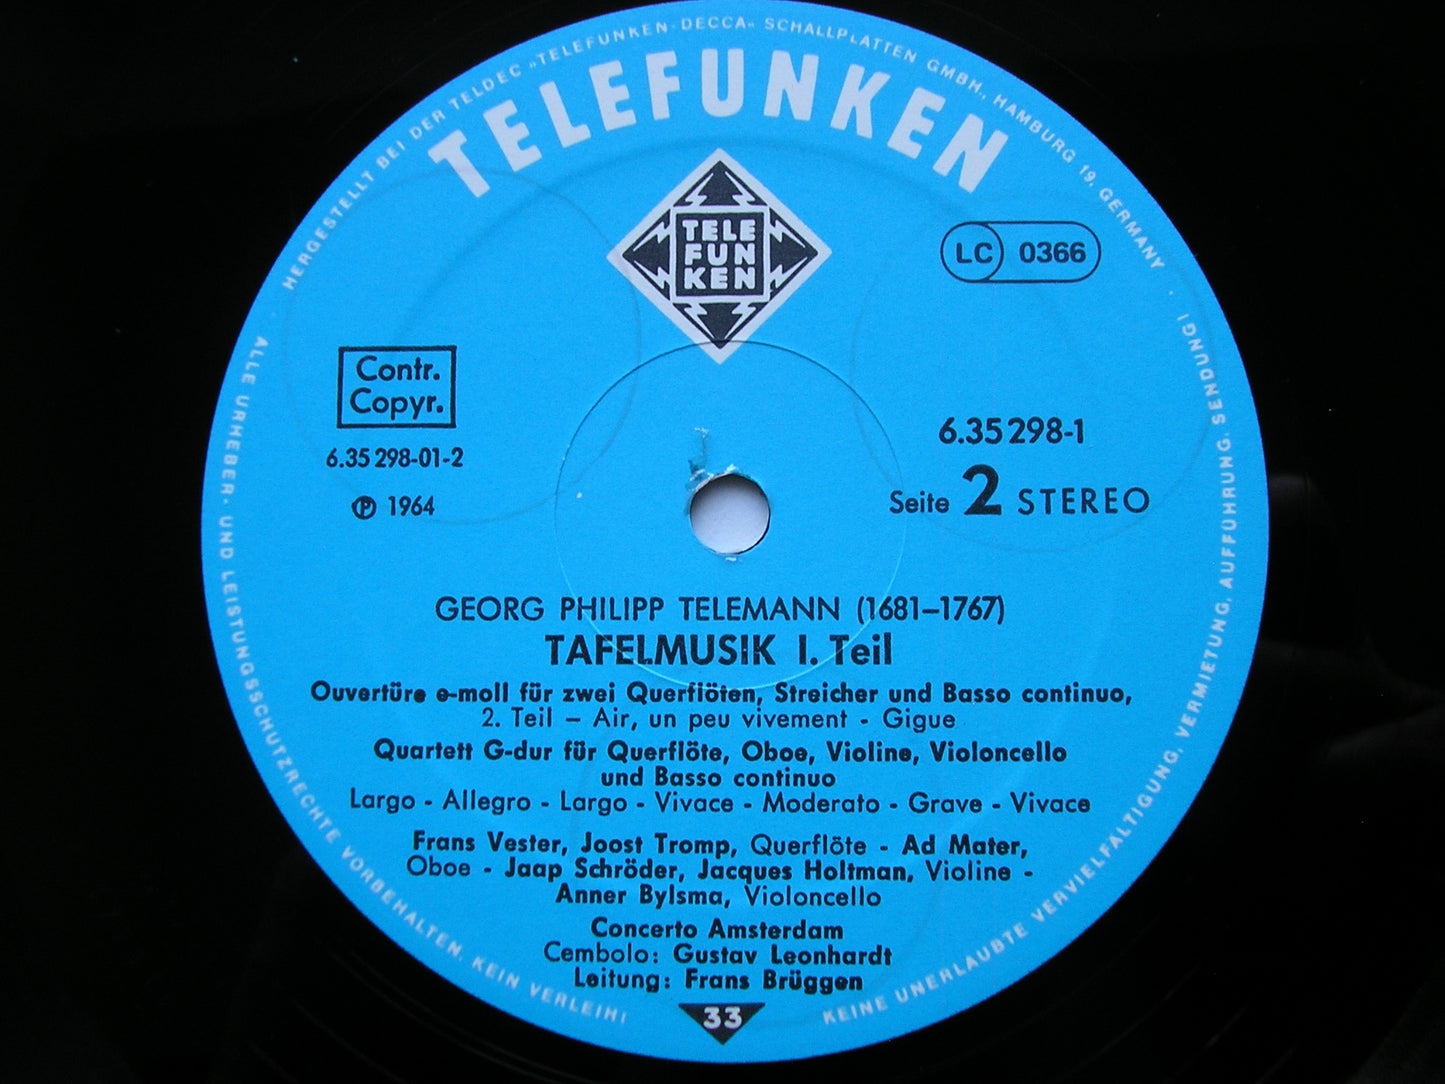 HERGESTELLT BEI DER TELDEC »TELEFUNKEN-DECCA« SCHALLPLATTEN GMBH., HAMBURG 19, GERMANY ·
TELEFUNKEN
TELE
FUN
KEN
LC 0366
Contr.
Copyr.
6.35 298-01-2
℗ 1964
6.35 298-1
Seite 2 STEREO
GEORG PHILIPP TELEMANN (1681–1767)
TAFELMUSIK I. Teil
Ouvertüre e-moll für zwei Querflöten, Streicher und Basso continuo,
2. Teil – Air, un peu vivement - Gigue
Quartett G-dur für Querflöte, Oboe, Violine, Violoncello
und Basso continuo
Largo - Allegro - Largo - Vivace - Moderato - Grave - Vivace
Frans Vester, Joost Tromp, Querflöte - Ad Mater,
Oboe - Jaap Schröder, Jacques Holtman, Violine -
Anner Bylsma, Violoncello
Concerto Amsterdam
Cembolo: Gustav Leonhardt
Leitung: Frans Brüggen
33
ALLE URHEBER- UND LEISTUNGSSCHUTZRECHTE VORBEHALTEN. KEIN VERLEIH!
KEINE UNERLAUBTE VERVIELFALTIGUNG, VERMIETUNG, AUFFÜHRUNG, SENDUNG!